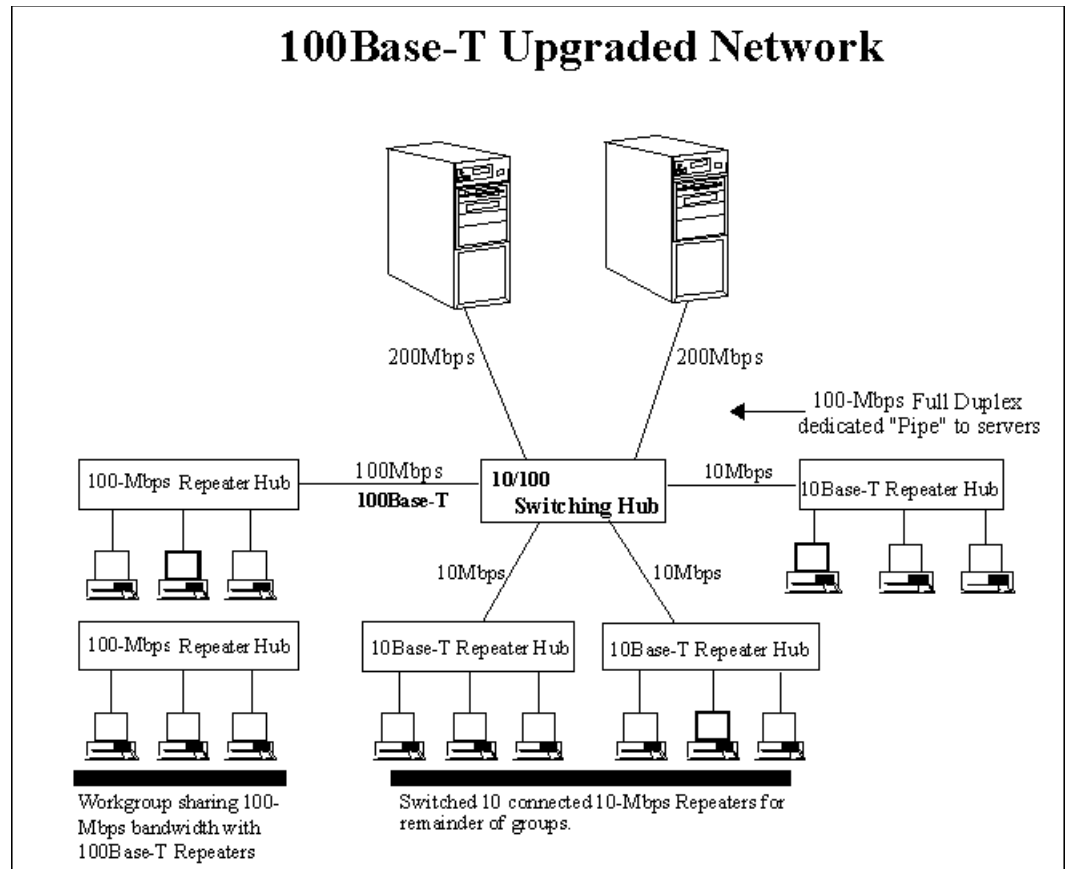 100Base-T Upgraded Network
200Mbps
200Mbps
100-Mbps Full Duplex
dedicated "Pipe" to servers
100-Mbps Repeater Hub
100Mbps
100Base-T
10/100
Switching Hub
10Mbps
10Base-T Repeater Hub
10Mbps
10Mbps
100-Mbps Repeater Hub
10Base-T Repeater Hub
10Base-T Repeater Hub
Workgroup sharing 100-
Mbps bandwidth with
100Base-T Repeaters
Switched 10 connected 10-Mbps Repeaters for
remainder of groups.